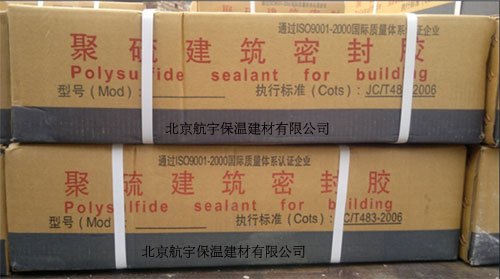 通过ISO9001-2000国际质量体系认证企业
聚硫建筑密封胶
Polysulfide sealant for building
型号(Mod): 执行标准(Cots): JC/T483-2006
北京航宇保温建材有限公司
通过ISO9001-2000国际质量体系认证企业
聚硫建筑密封胶
Polysulfide sealant for building
型号(Mod): 执行标准(Cots): JC/T483-2006
北京航宇保温建材有限公司